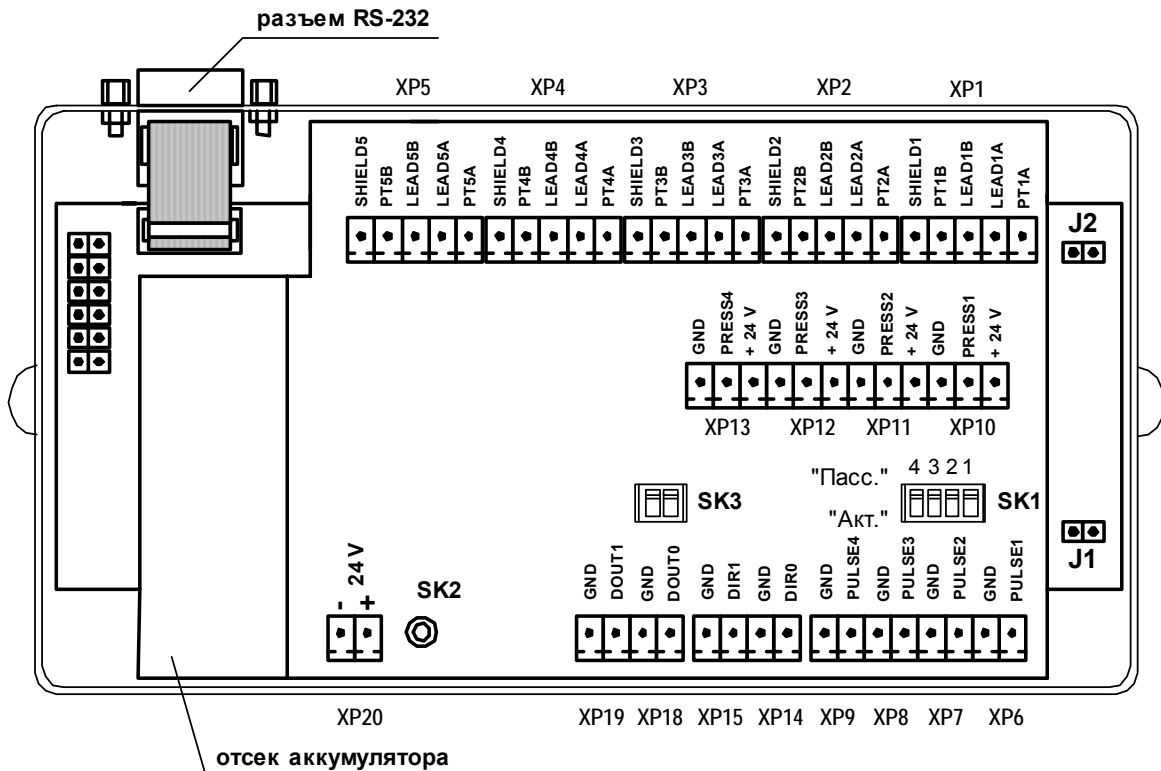 разъем RS-232
XP5 XP4 XP3 XP2 XP1
SHIELD5 PT5B LEAD5B LEAD5A PT5A SHIELD4 PT4B LEAD4B LEAD4A PT4A SHIELD3 PT3B LEAD3B LEAD3A PT3A SHIELD2 PT2B LEAD2B LEAD2A PT2A SHIELD1 PT1B LEAD1B LEAD1A PT1A
J2
GND PRESS4 + 24 V GND PRESS3 + 24 V GND PRESS2 + 24 V GND PRESS1 + 24 V
XP13 XP12 XP11 XP10
"Пасс." 4 3 2 1
SK3 SK1
"Акт."
J1
- + 24 V
SK2
GND DOUT1 GND DOUT0 GND DIR1 GND DIR0 GND PULSE4 GND PULSE3 GND PULSE2 GND PULSE1
XP20 XP19 XP18 XP15 XP14 XP9 XP8 XP7 XP6
отсек аккумулятора